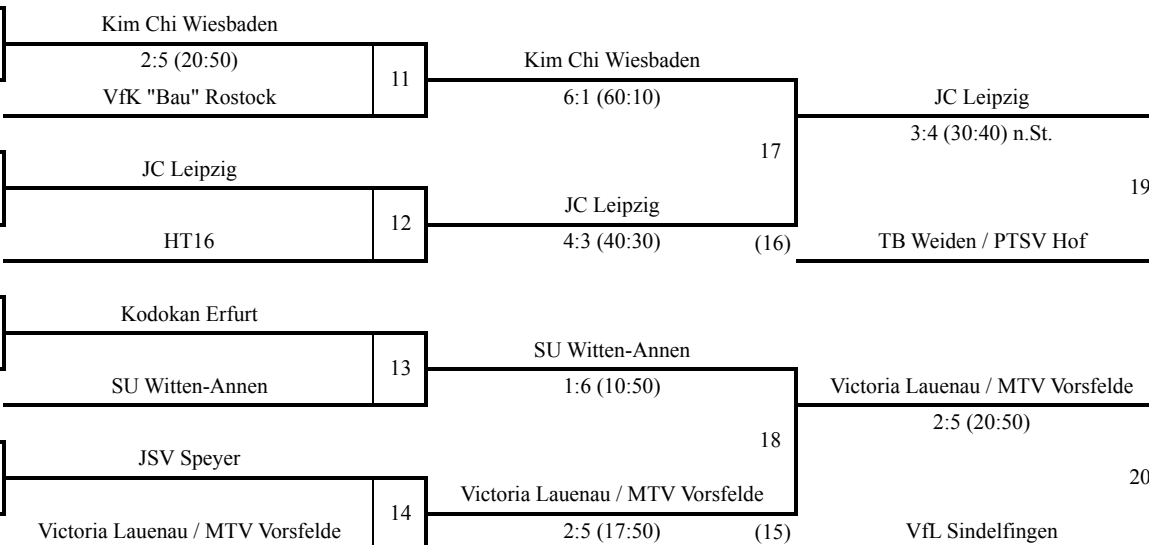 Kim Chi Wiesbaden
2:5 (20:50)
VfK "Bau" Rostock
11
JC Leipzig
HT16
12
Kodokan Erfurt
SU Witten-Annen
13
JSV Speyer
Victoria Lauenau / MTV Vorsfelde
14
Kim Chi Wiesbaden
6:1 (60:10)
17
JC Leipzig
4:3 (40:30)
(16)
SU Witten-Annen
1:6 (10:50)
18
Victoria Lauenau / MTV Vorsfelde
2:5 (17:50)
(15)
JC Leipzig
3:4 (30:40) n.St.
19
TB Weiden / PTSV Hof
Victoria Lauenau / MTV Vorsfelde
2:5 (20:50)
20
VfL Sindelfingen